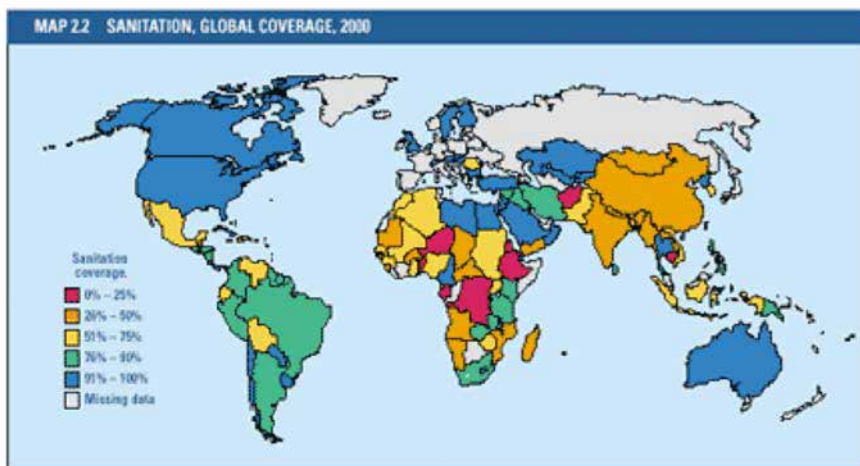 MAP 2.2 SANITATION, GLOBAL COVERAGE, 2000
Sanitation
coverage.
0% – 25%
26% – 50%
51% – 75%
76% – 90%
91% – 100%
Missing data